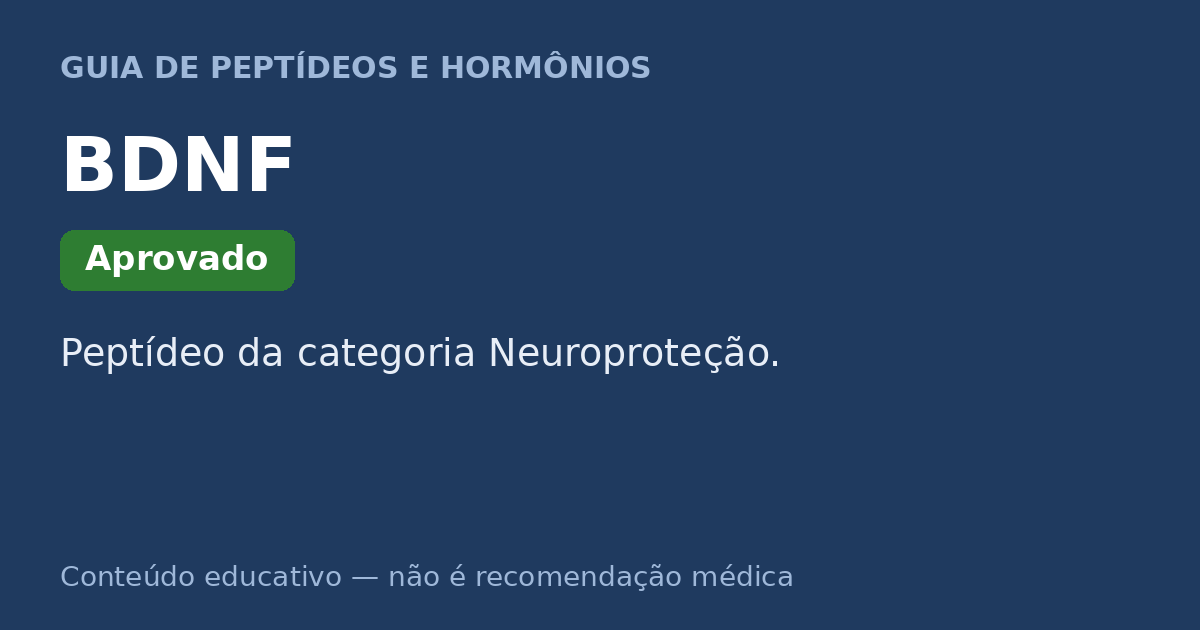 GUIA DE PEPTÍDEOS E HORMÔNIOS
BDNF
Aprovado
Peptídeo da categoria Neuroproteção.
Conteúdo educativo — não é recomendação médica